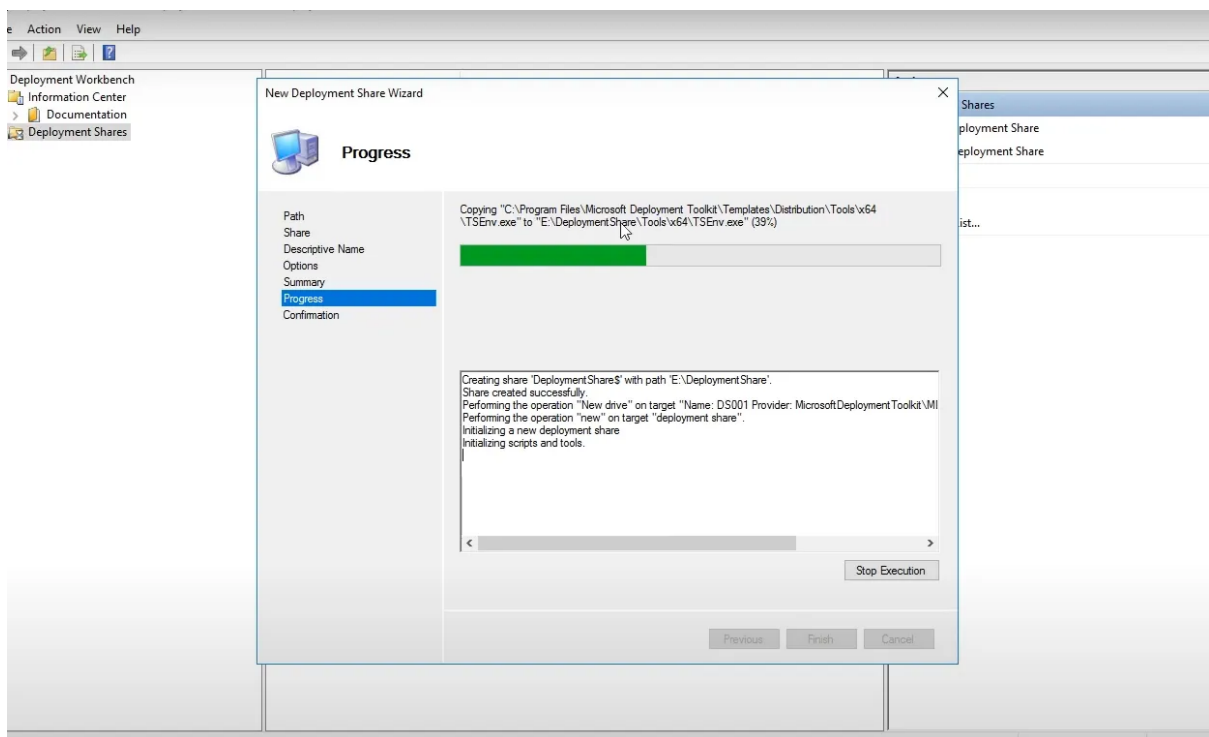 Action View Help
Deployment Workbench
Information Center
Documentation
Deployment Shares
New Deployment Share Wizard
Progress
Path
Share
Descriptive Name
Options
Summary
Progress
Confirmation
Copying "C:\Program Files\Microsoft Deployment Toolkit\Templates\Distribution\Tools\x64
\TSEnv.exe" to "E:\DeploymentShare\Tools\x64\TSEnv.exe" (39%)
Creating share 'DeploymentShare$' with path 'E:\DeploymentShare'.
Share created successfully.
Performing the operation "New drive" on target "Name: DS001 Provider: MicrosoftDeploymentToolkit\MI
Performing the operation "new" on target "deployment share".
Initializing a new deployment share
Initializing scripts and tools.
Stop Execution
Previous Finish Cancel
Shares
ployment Share
eployment Share
ist...